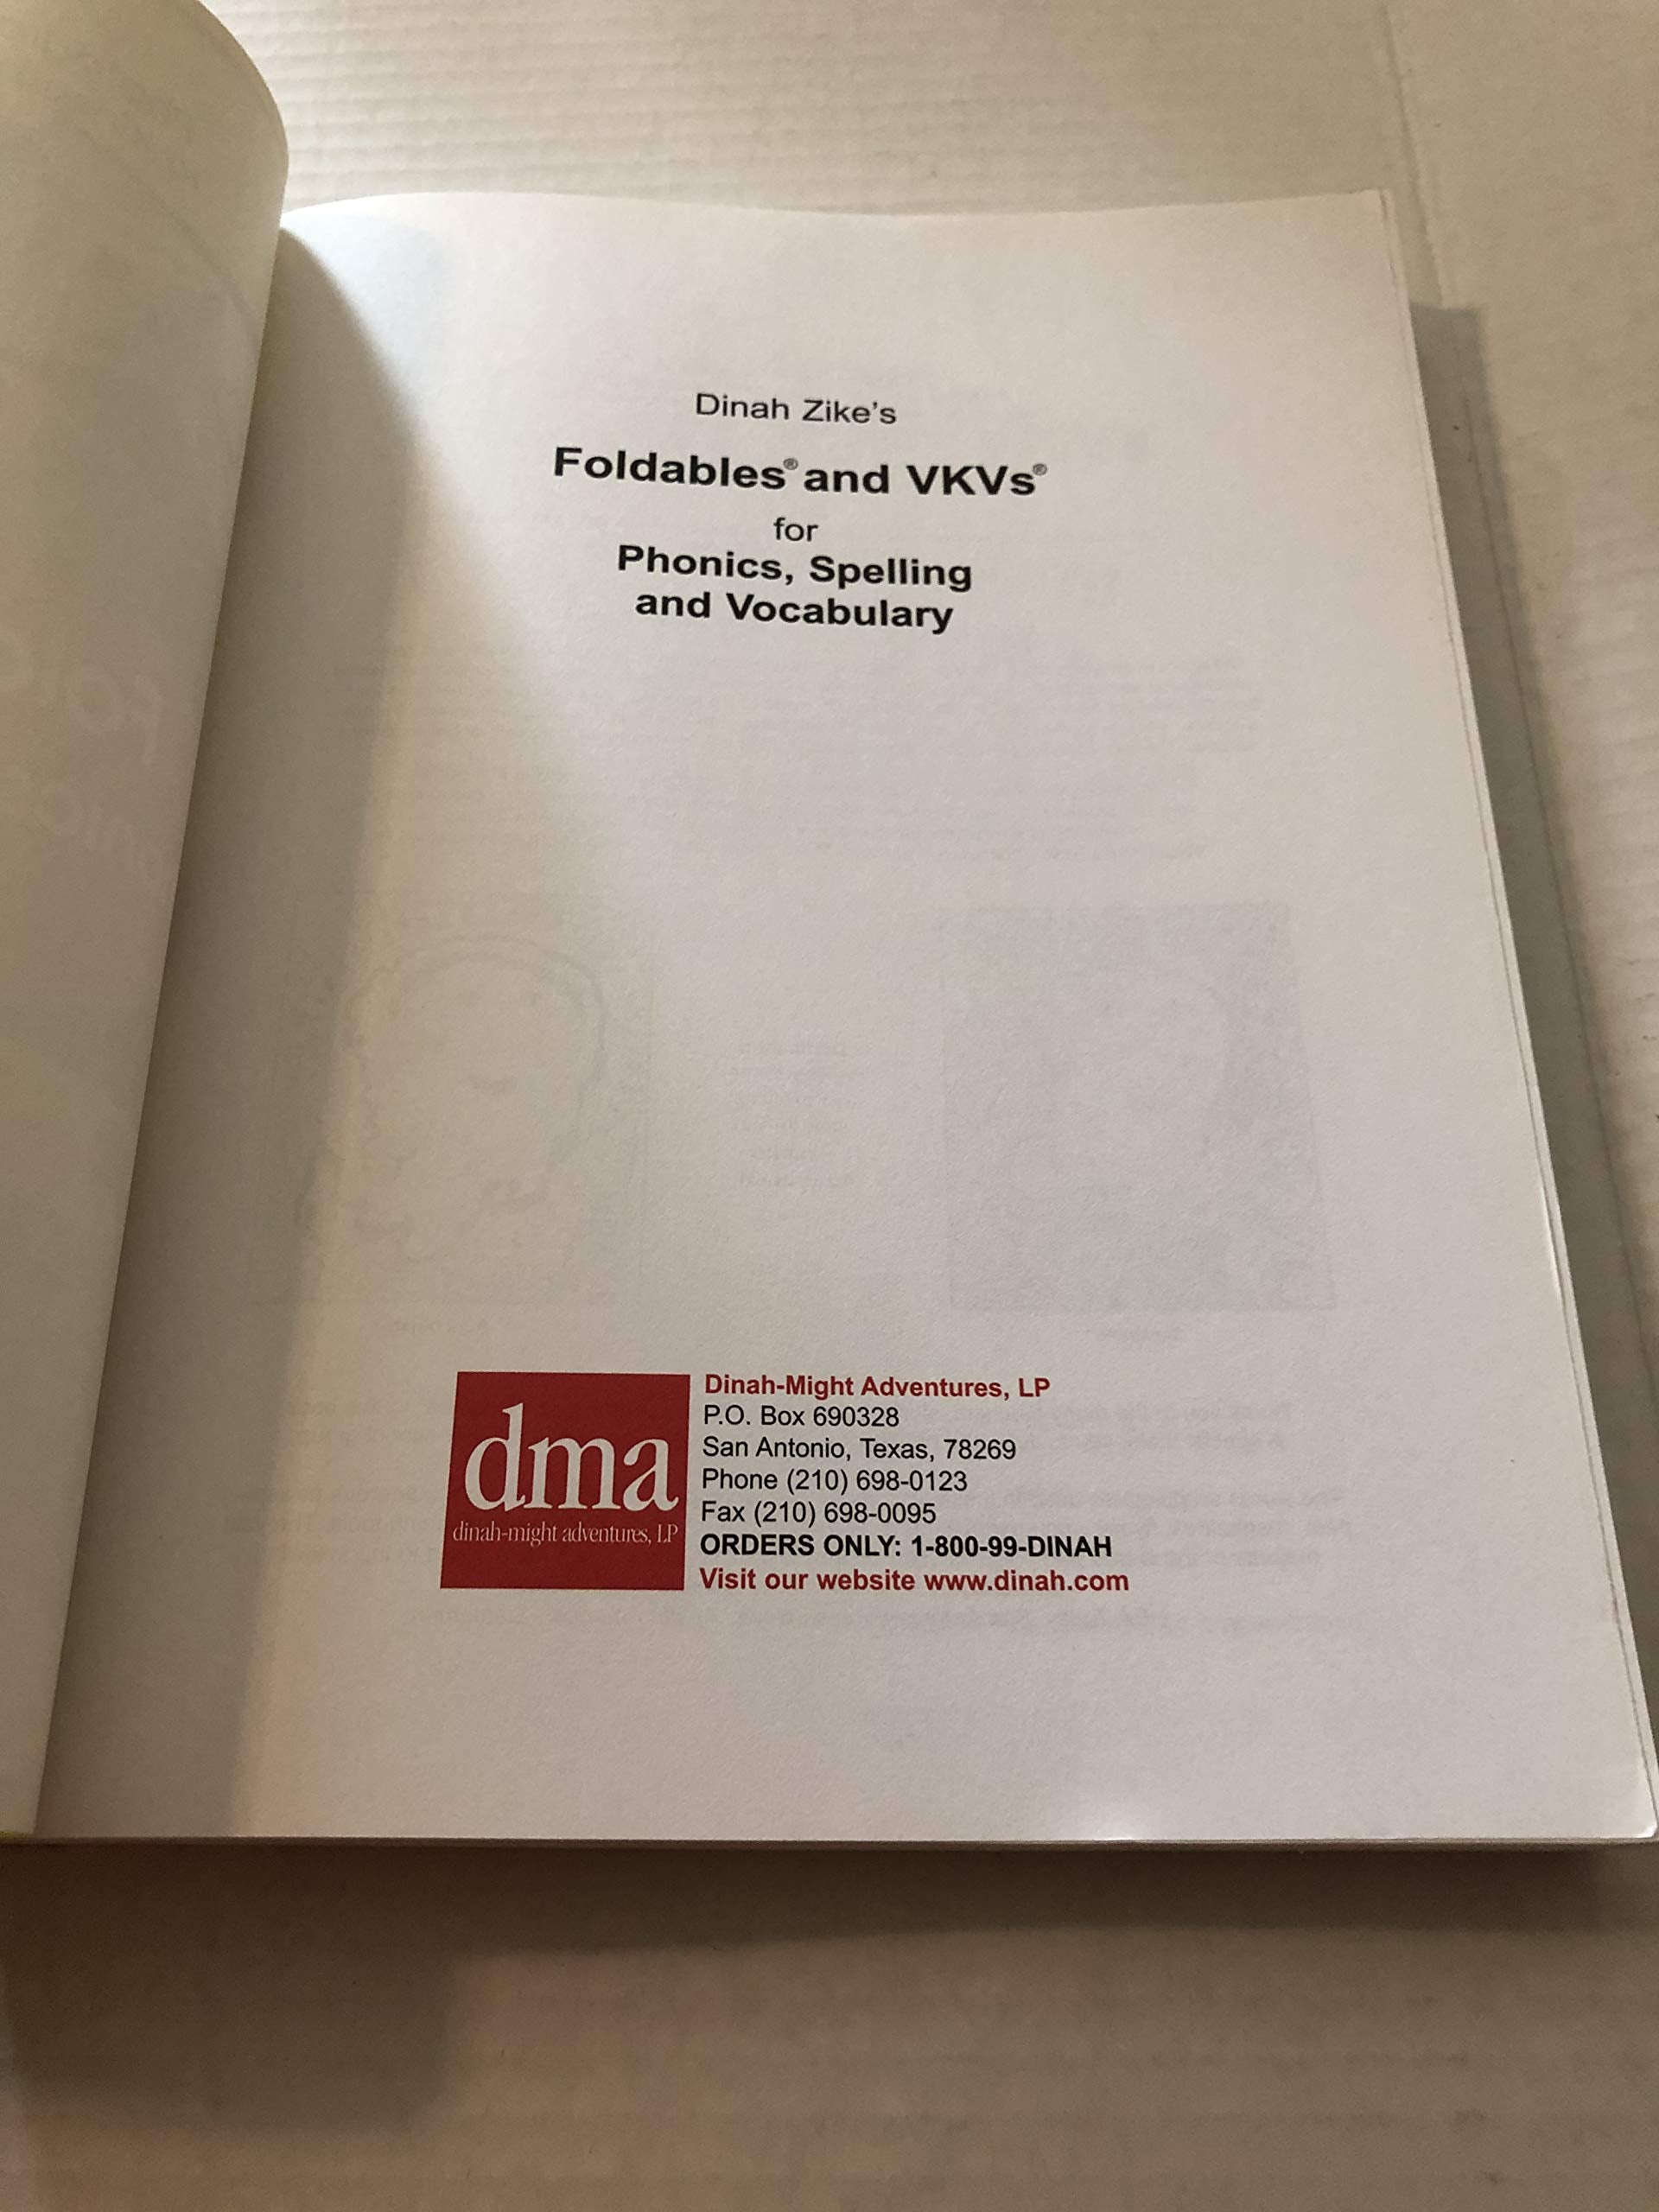 Dinah Zike's
Foldables® and VKVs®
for
Phonics, Spelling
and Vocabulary
dma
dinah-might adventures, LP
Dinah-Might Adventures, LP
P.O. Box 690328
San Antonio, Texas, 78269
Phone (210) 698-0123
Fax (210) 698-0095
ORDERS ONLY: 1-800-99-DINAH
Visit our website www.dinah.com